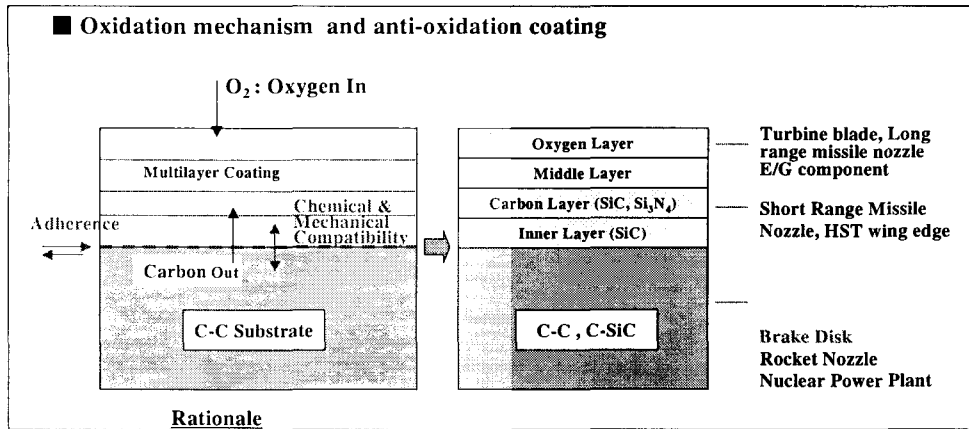 ■ Oxidation mechanism and anti-oxidation coating
O₂ : Oxygen In
Multilayer Coating
Chemical &
Mechanical
Compatibility
Adherence
Carbon Out
C-C Substrate
Rationale
Oxygen Layer
Middle Layer
Carbon Layer (SiC, Si₃N₄)
Inner Layer (SiC)
C-C , C-SiC
Turbine blade, Long
range missile nozzle
E/G component
Short Range Missile
Nozzle, HST wing edge
Brake Disk
Rocket Nozzle
Nuclear Power Plant